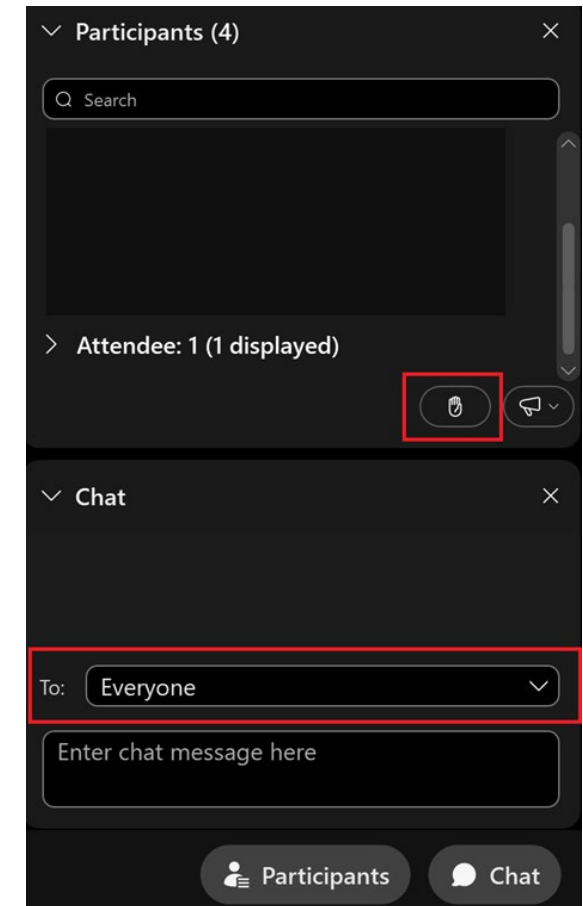 Participants (4)
Search
Attendee: 1 (1 displayed)
Chat
To: Everyone
Enter chat message here
Participants Chat